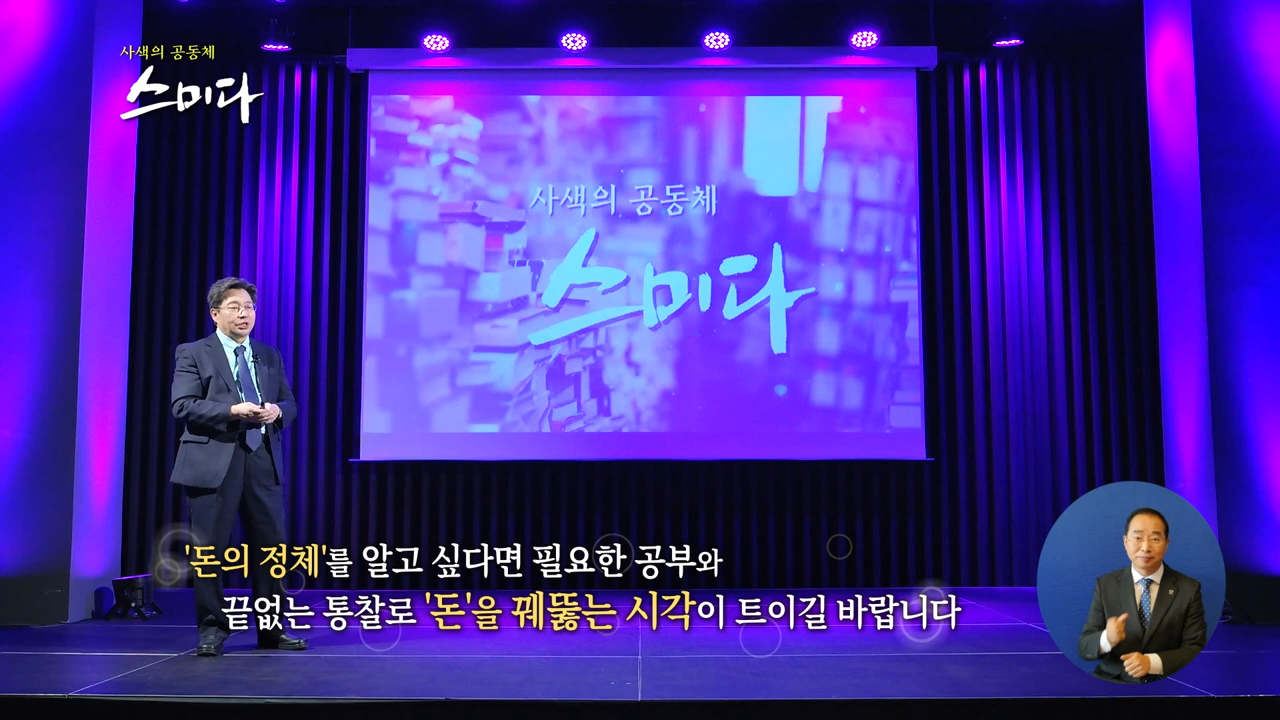 사색의 공동체
스미다
사색의 공동체
스미다
'돈의 정체'를 알고 싶다면 필요한 공부와
끝없는 통찰로 '돈'을 꿰뚫는 시각이 트이길 바랍니다